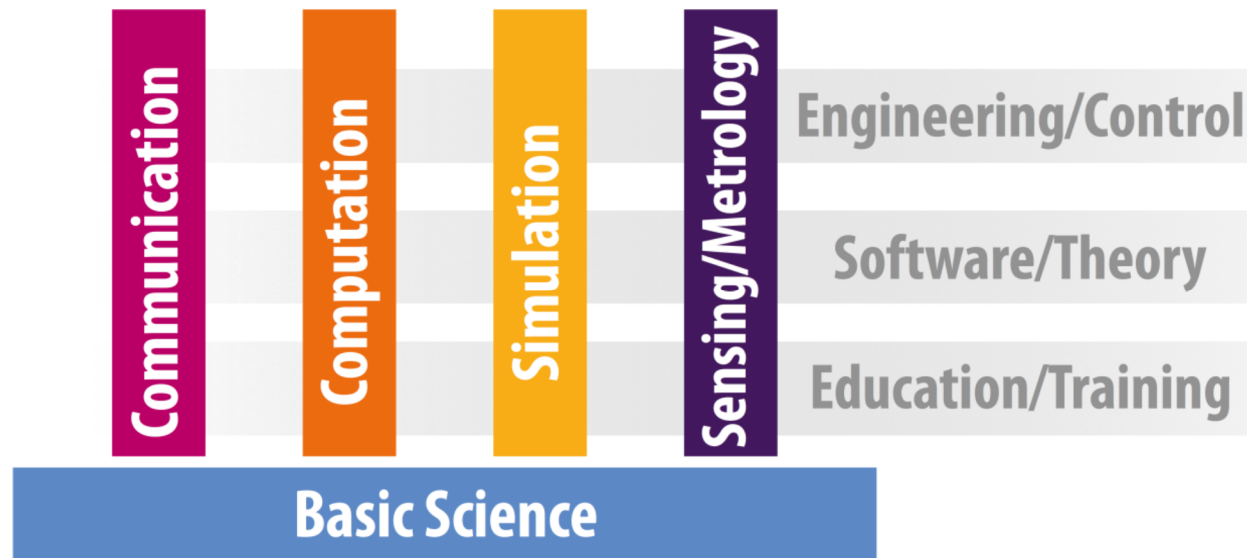 Communication
Computation
Simulation
Sensing/Metrology
Engineering/Control
Software/Theory
Education/Training
Basic Science